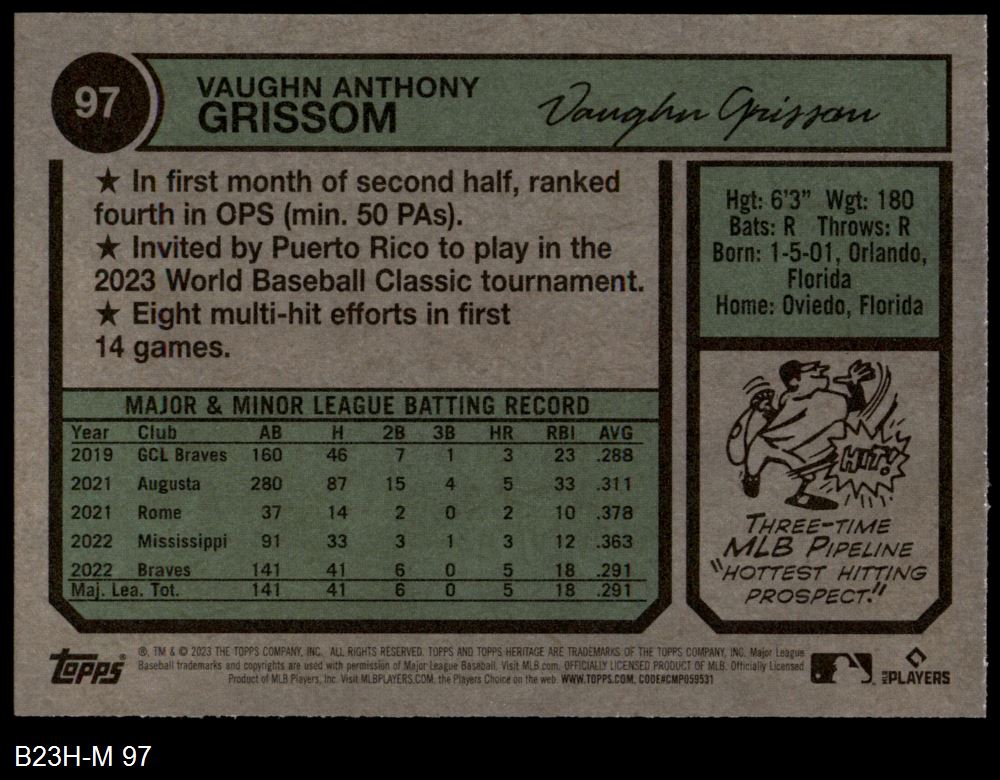 97
VAUGHN ANTHONY
GRISSOM
Vaughn Grissom
★ In first month of second half, ranked
fourth in OPS (min. 50 PAs).
★ Invited by Puerto Rico to play in the
2023 World Baseball Classic tournament.
★ Eight multi-hit efforts in first
14 games.
Hgt: 6'3" Wgt: 180
Bats: R Throws: R
Born: 1-5-01, Orlando,
Florida
Home: Oviedo, Florida
MAJOR & MINOR LEAGUE BATTING RECORD
Year Club AB H 2B 3B HR RBI AVG
2019 GCL Braves 160 46 7 1 3 23 .288
2021 Augusta 280 87 15 4 5 33 .311
2021 Rome 37 14 2 0 2 10 .378
2022 Mississippi 91 33 3 1 3 12 .363
2022 Braves 141 41 6 0 5 18 .291
Maj. Lea. Tot. 141 41 6 0 5 18 .291
HIT!
THREE-TIME
MLB PIPELINE
"HOTTEST HITTING
PROSPECT."
Topps
®, TM & © 2023 THE TOPPS COMPANY, INC. ALL RIGHTS RESERVED. TOPPS AND TOPPS HERITAGE ARE TRADEMARKS OF THE TOPPS COMPANY, INC. Major League
Baseball trademarks and copyrights are used with permission of Major League Baseball. Visit MLB.com. OFFICIALLY LICENSED PRODUCT OF MLB. Officially Licensed
Product of MLB Players, Inc. Visit MLBPLAYERS.COM, the Players Choice on the web. WWW.TOPPS.COM. CODE#CMP059531
MLB PLAYERS
B23H-M 97